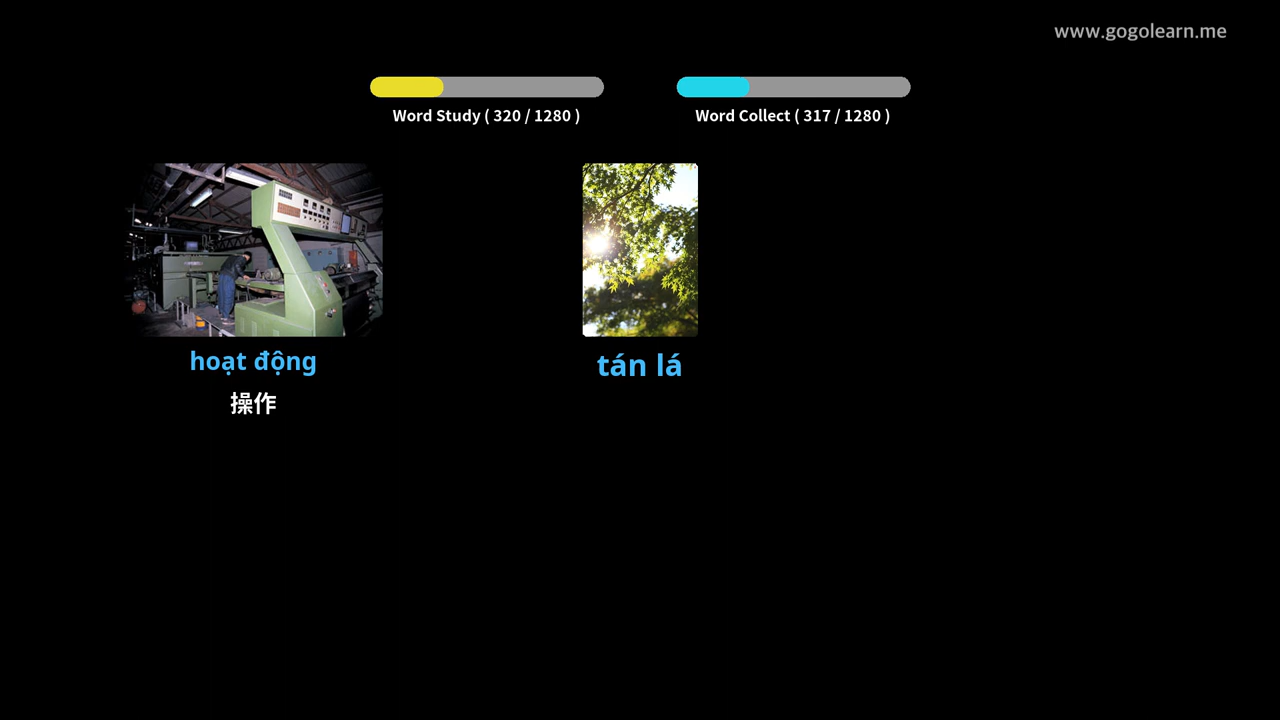 www.gogolearn.me
Word Study ( 320 / 1280 )
Word Collect ( 317 / 1280 )
hoạt động
操作
tán lá